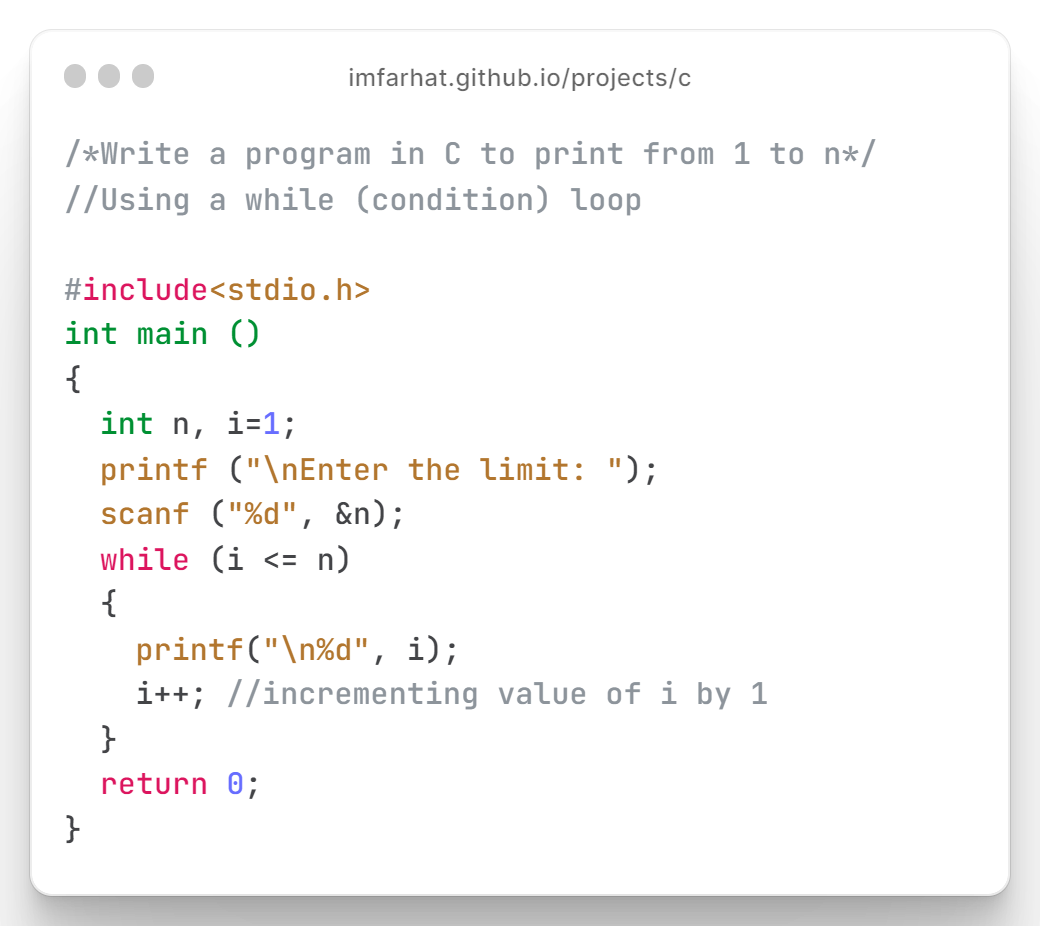 imfarhat.github.io/projects/c
/*Write a program in C to print from 1 to n*/
//Using a while (condition) loop
#include<stdio.h>
int main ()
{
  int n, i=1;
  printf ("\nEnter the limit: ");
  scanf ("%d", &n);
  while (i <= n)
  {
    printf("\n%d", i);
    i++; //incrementing value of i by 1
  }
  return 0;
}